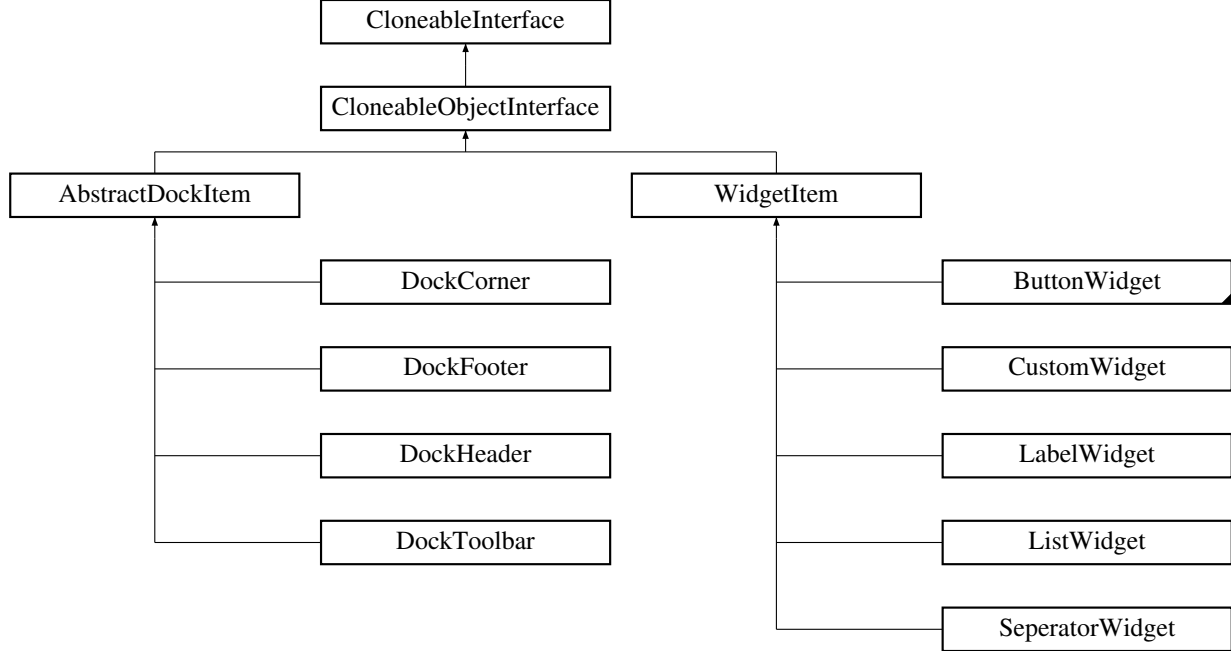 CloneableInterface
CloneableObjectInterface
AbstractDockItem
WidgetItem
DockCorner
ButtonWidget
DockFooter
CustomWidget
DockHeader
LabelWidget
DockToolbar
ListWidget
SeperatorWidget